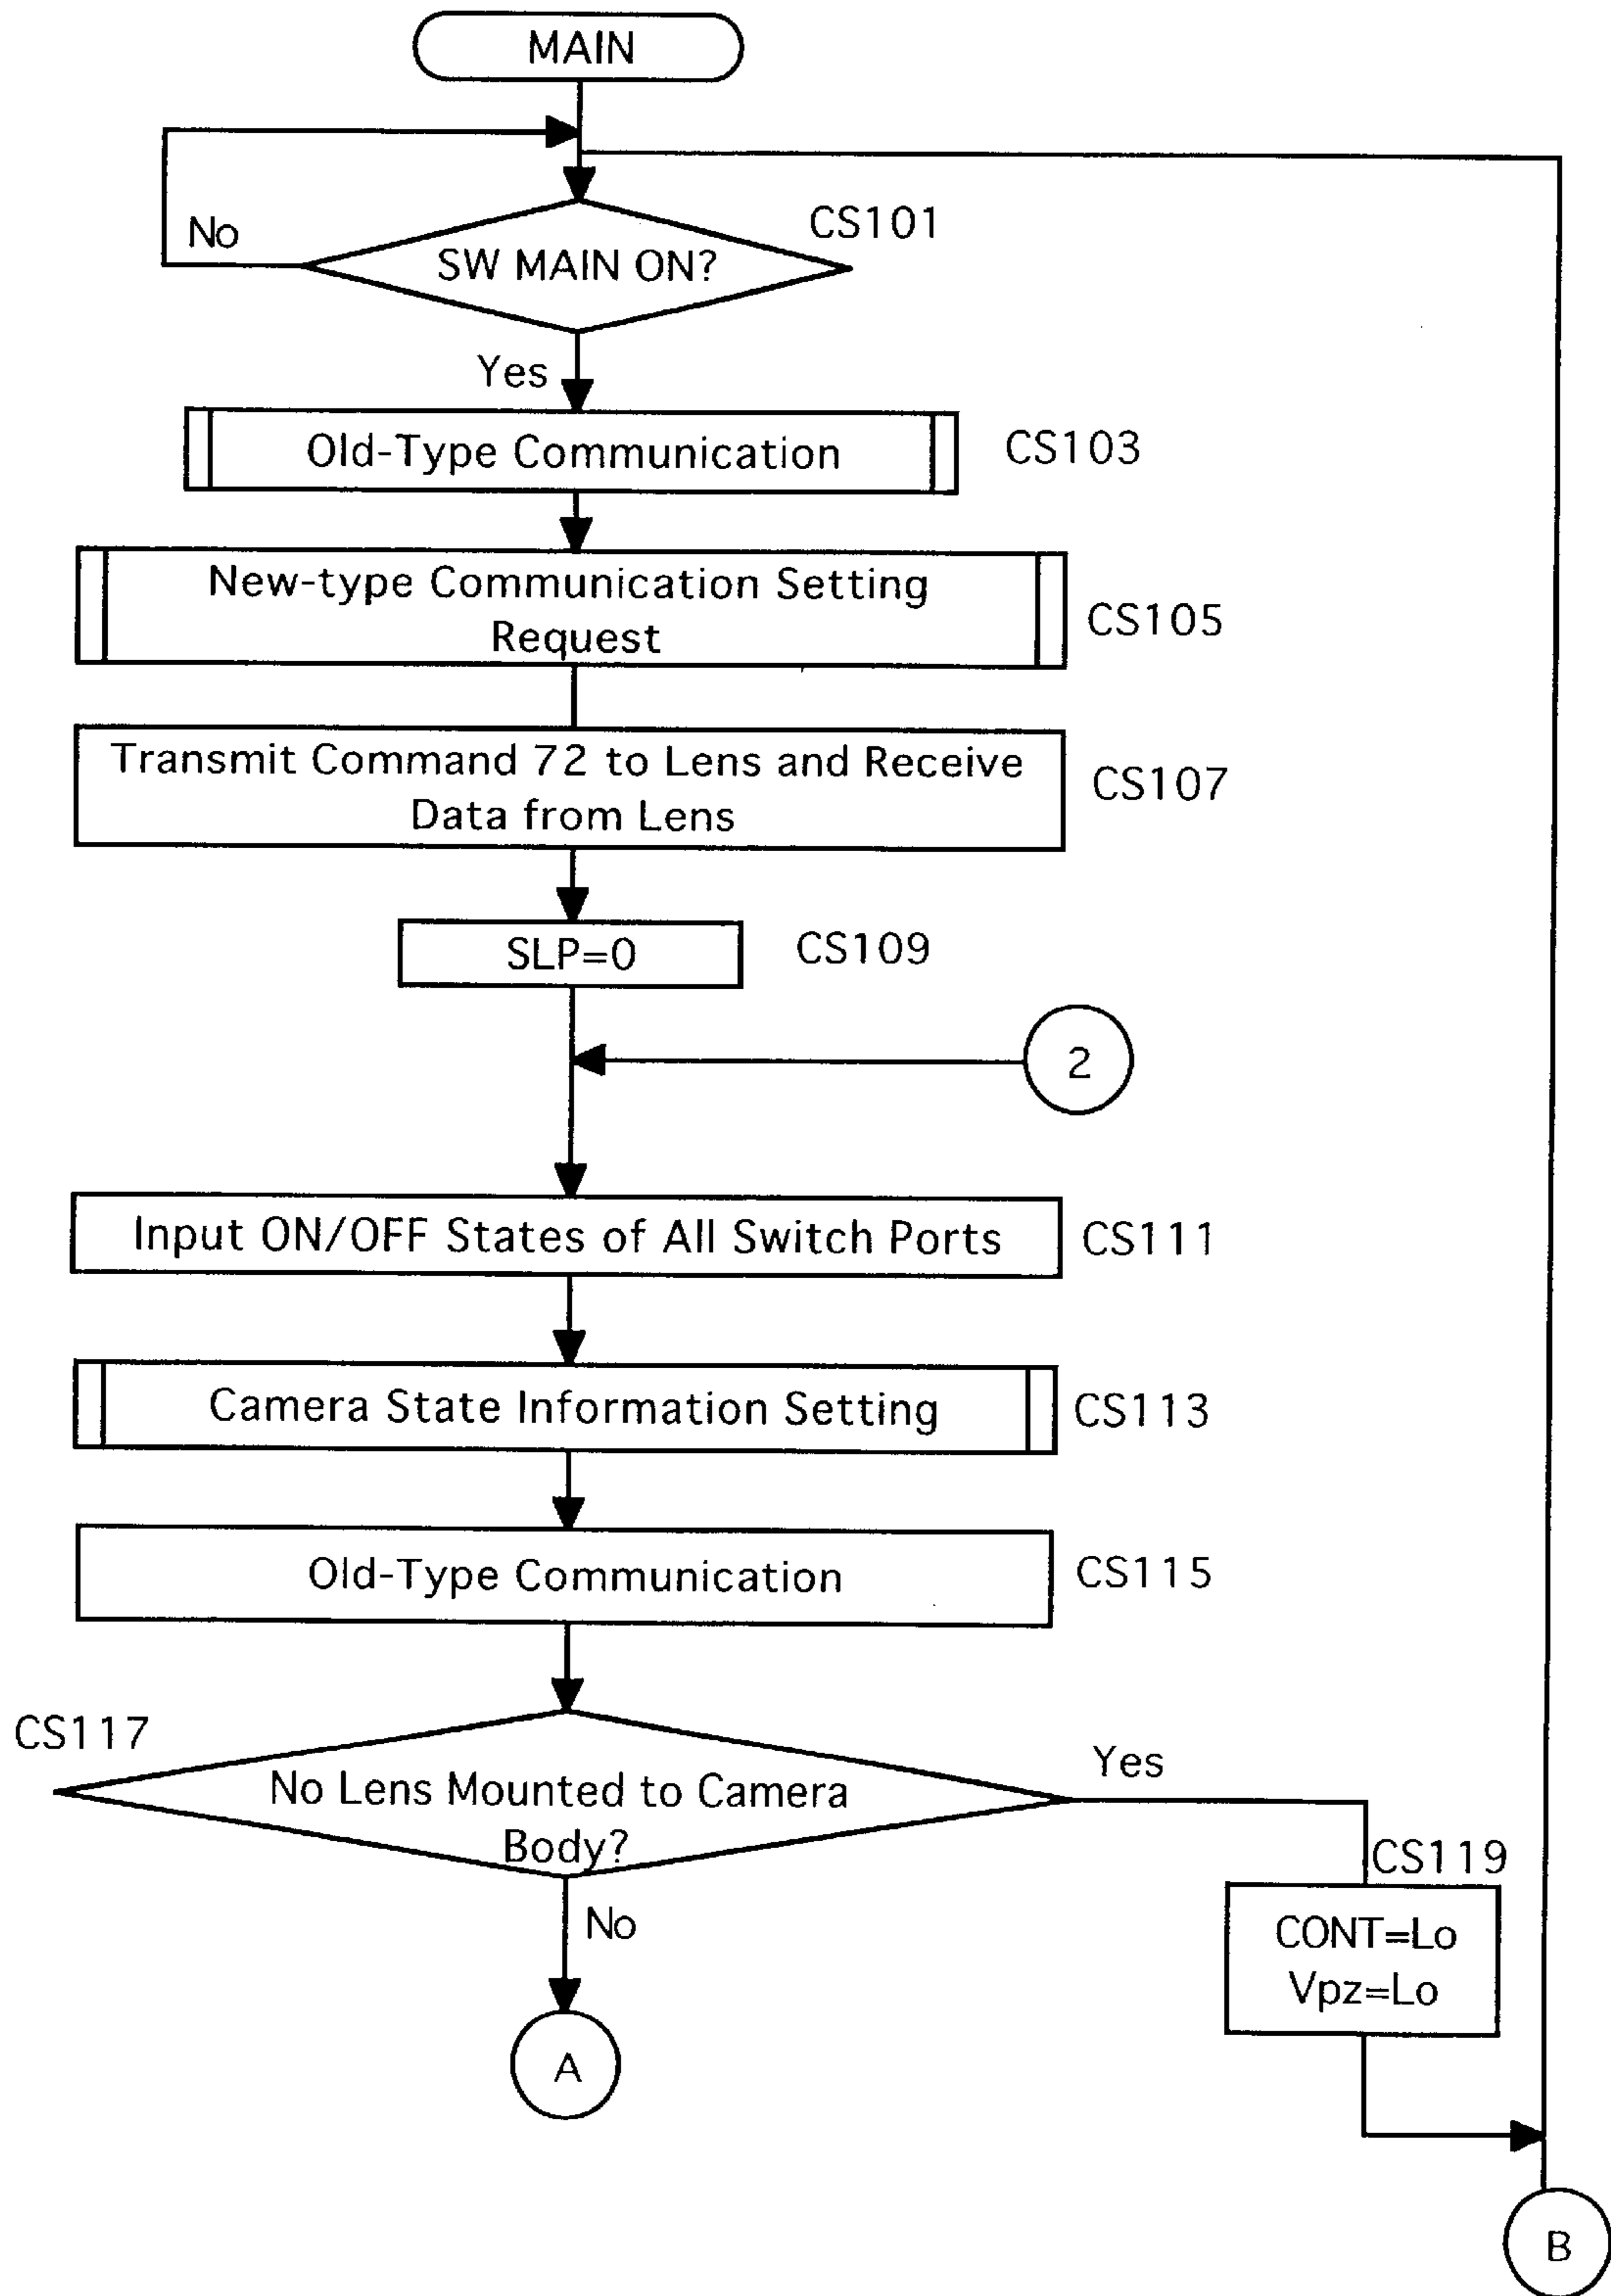 MAIN
No
SW MAIN ON?
CS101
Yes
Old-Type Communication
CS103
New-type Communication Setting
Request
CS105
Transmit Command 72 to Lens and Receive
Data from Lens
CS107
SLP=0
CS109
2
Input ON/OFF States of All Switch Ports
CS111
Camera State Information Setting
CS113
Old-Type Communication
CS115
CS117
No Lens Mounted to Camera
Body?
Yes
No
CS119
CONT=Lo
Vpz=Lo
A
B